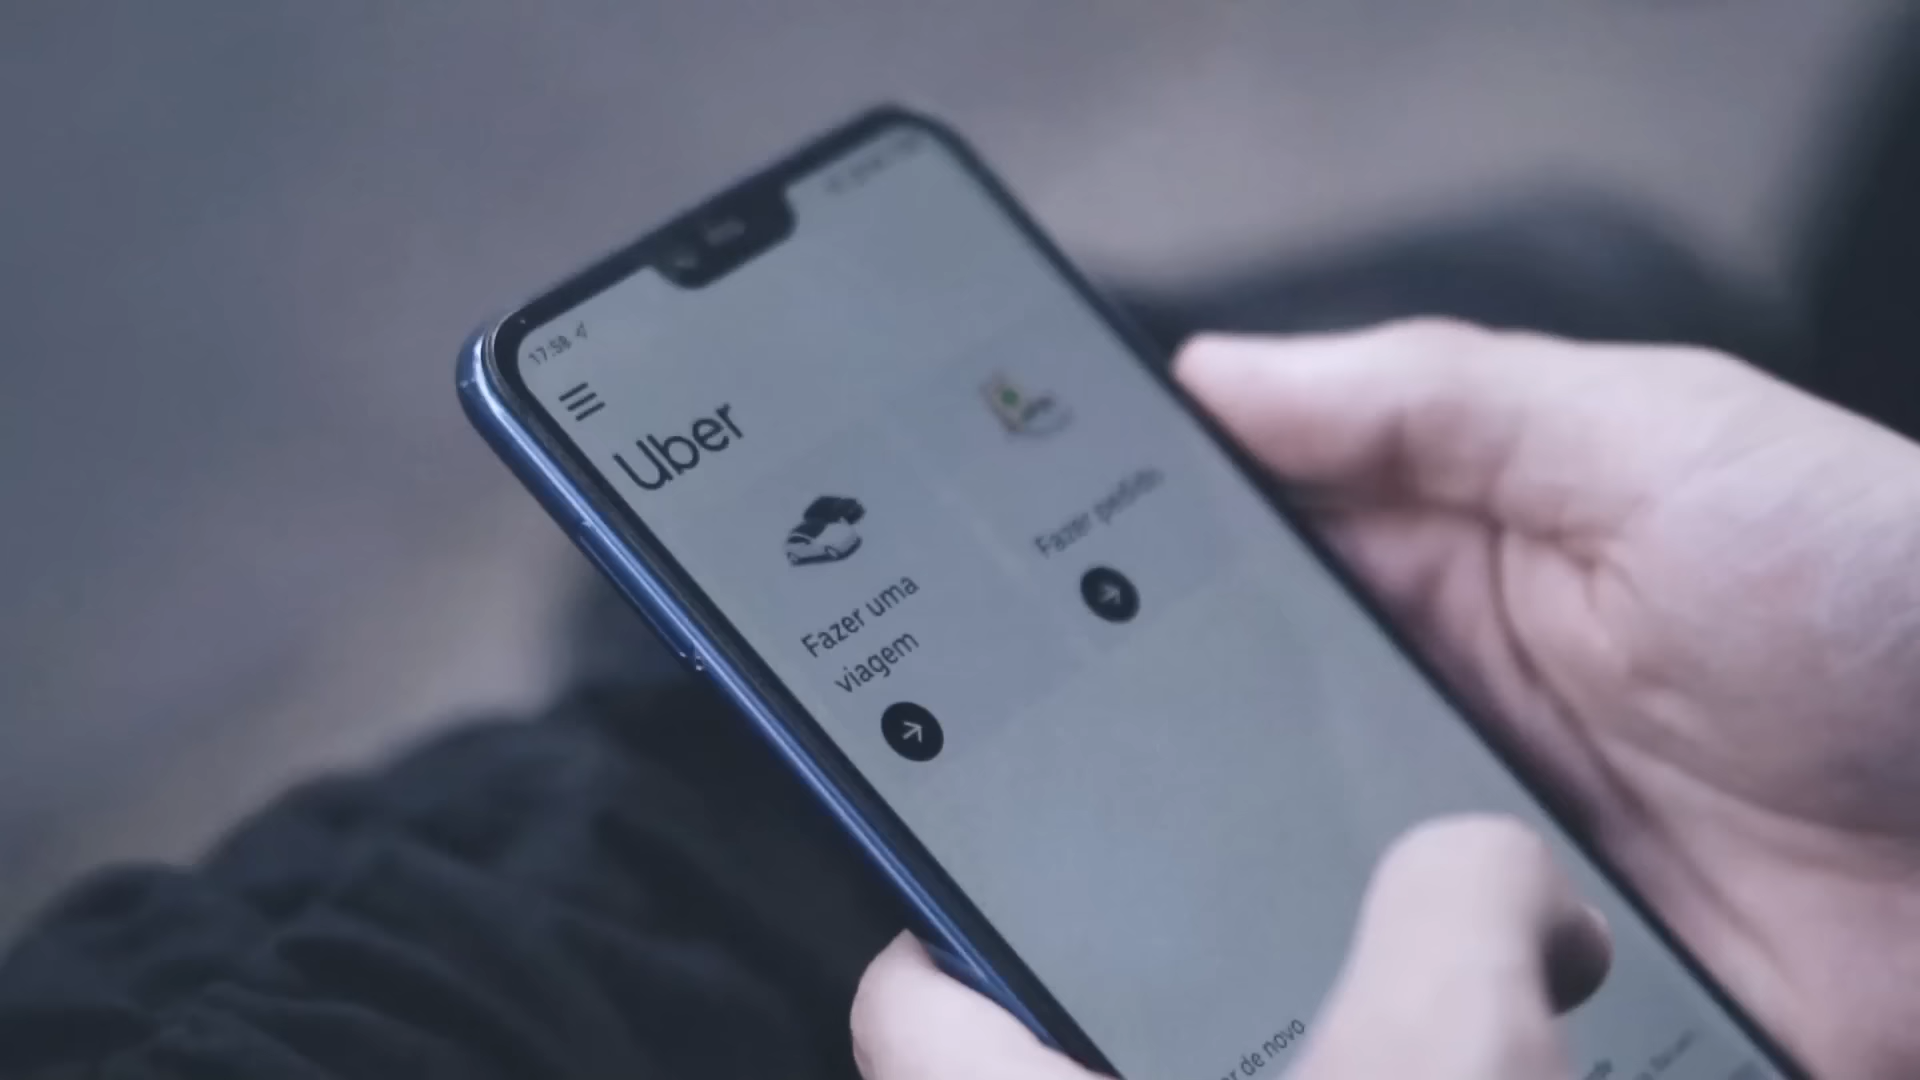 17:58
Uber
Fazer uma
viagem
Fazer pedido
de novo